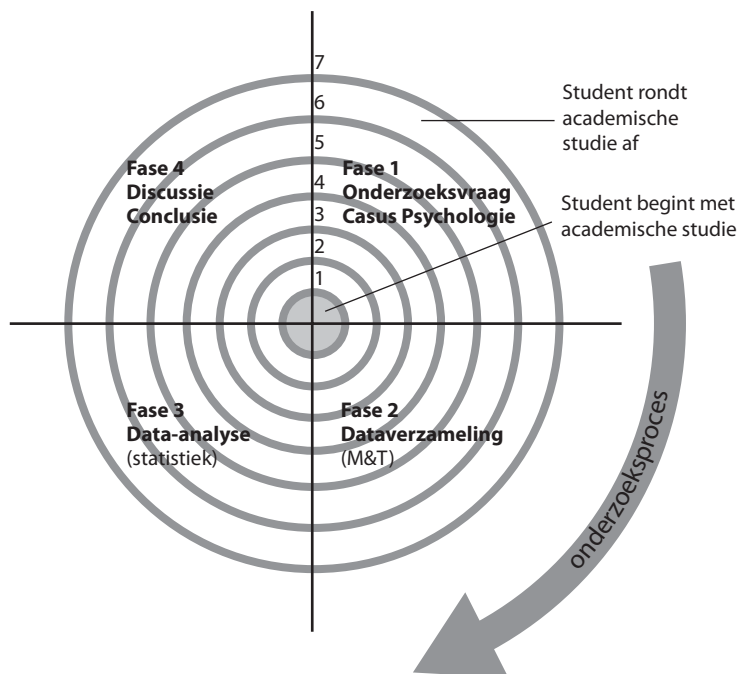 7
6
5
4
3
2
1
Fase 4
Discussie
Conclusie
Fase 1
Onderzoeksvraag
Casus Psychologie
Student rondt
academische
studie af
Student begint met
academische studie
Fase 3
Data-analyse
(statistiek)
Fase 2
Dataverzameling
(M&T)
onderzoeksproces